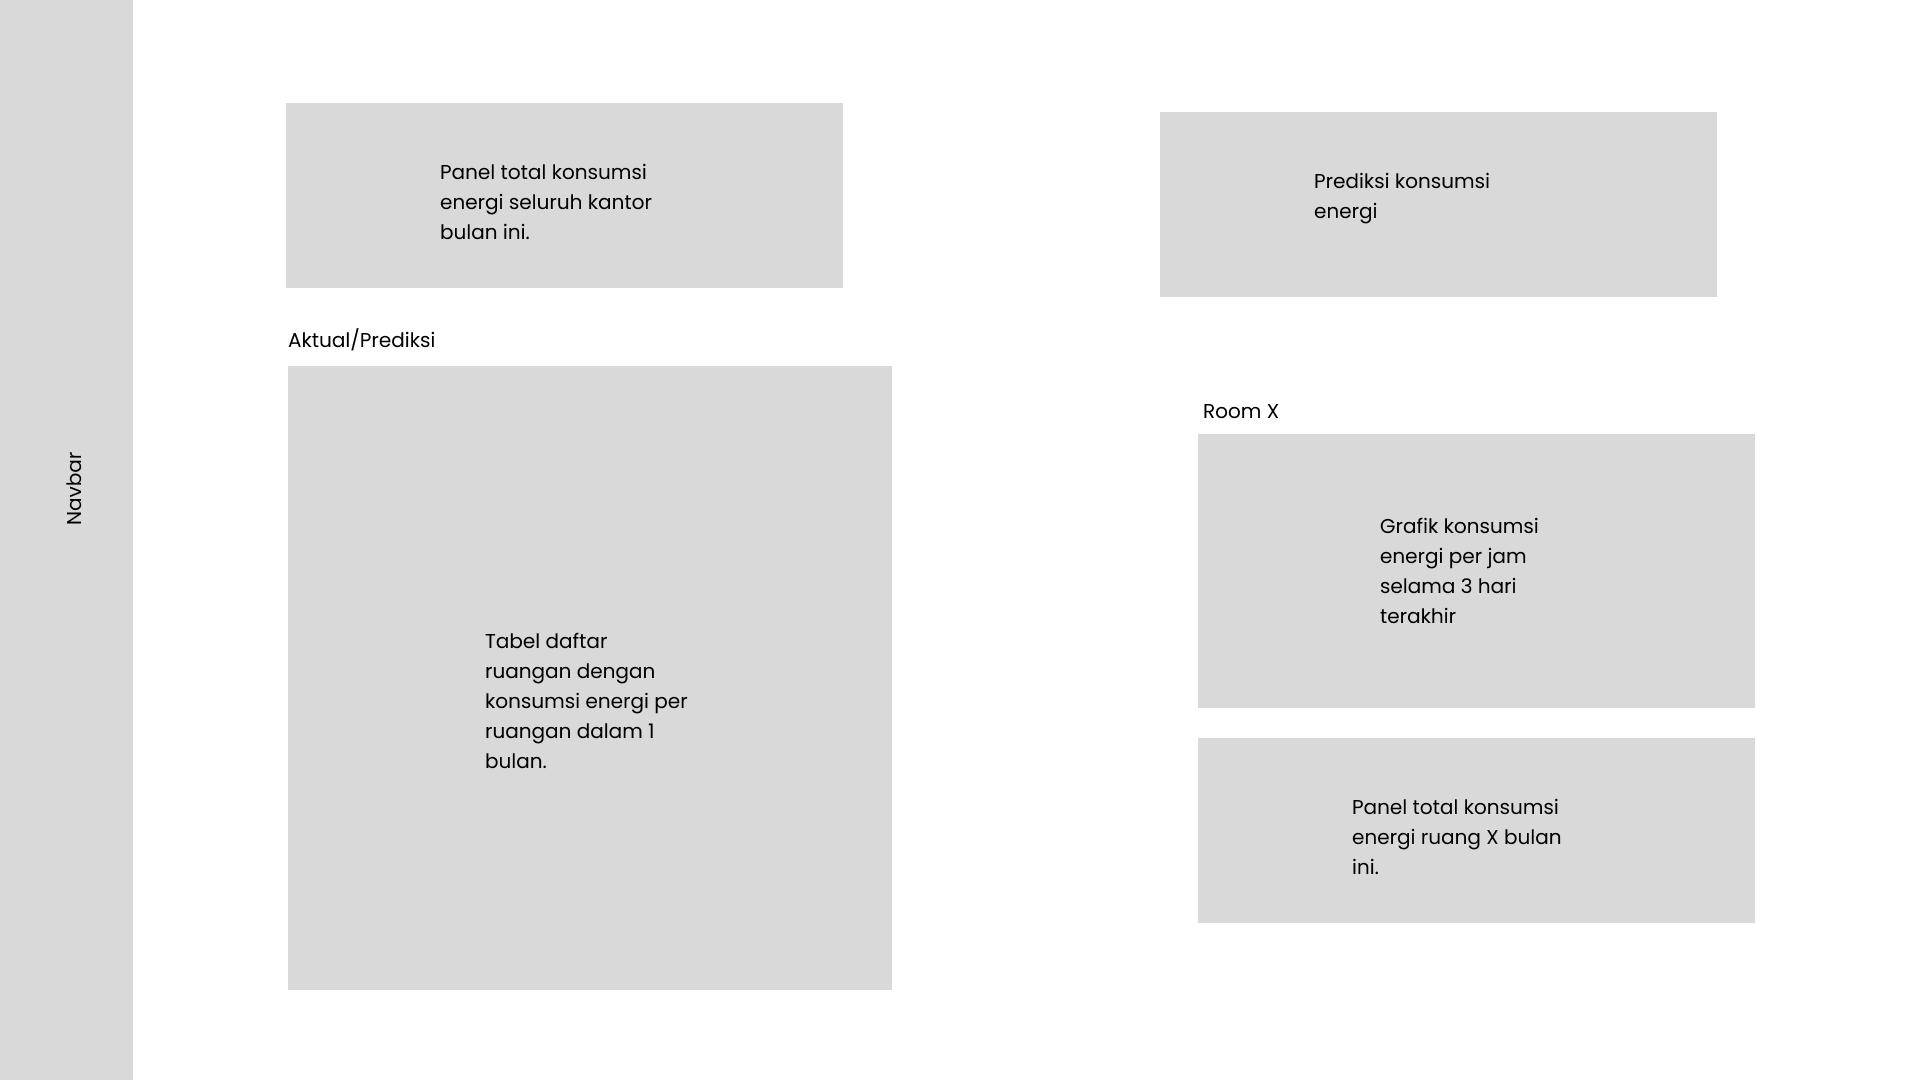 Navbar
Panel total konsumsi
energi seluruh kantor
bulan ini.
Prediksi konsumsi
energi
Aktual/Prediksi
Tabel daftar
ruangan dengan
konsumsi energi per
ruangan dalam 1
bulan.
Room X
Grafik konsumsi
energi per jam
selama 3 hari
terakhir
Panel total konsumsi
energi ruang X bulan
ini.